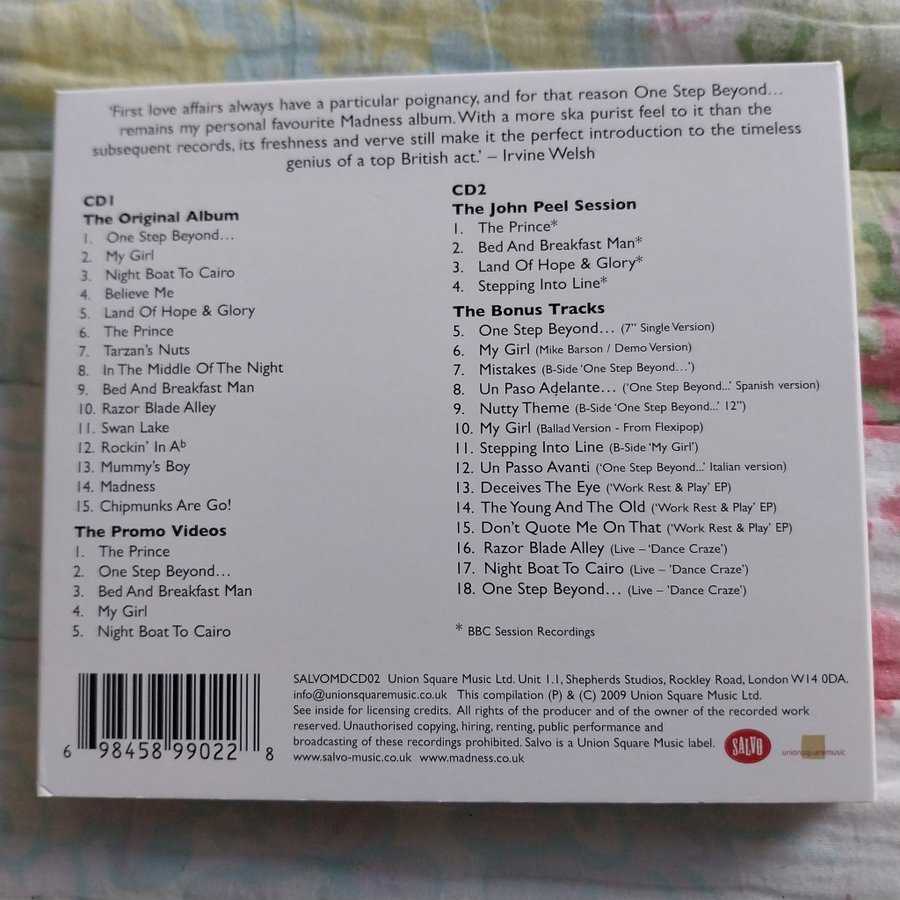 'First love affairs always have a particular poignancy, and for that reason One Step Beyond...
remains my personal favourite Madness album. With a more ska purist feel to it than the
subsequent records, its freshness and verve still make it the perfect introduction to the timeless
genius of a top British act.' – Irvine Welsh
CD1
The Original Album
1. One Step Beyond...
2. My Girl
3. Night Boat To Cairo
4. Believe Me
5. Land Of Hope & Glory
6. The Prince
7. Tarzan's Nuts
8. In The Middle Of The Night
9. Bed And Breakfast Man
10. Razor Blade Alley
11. Swan Lake
12. Rockin' In Ab
13. Mummy's Boy
14. Madness
15. Chipmunks Are Go!
The Promo Videos
1. The Prince
2. One Step Beyond...
3. Bed And Breakfast Man
4. My Girl
5. Night Boat To Cairo
CD2
The John Peel Session
1. The Prince*
2. Bed And Breakfast Man*
3. Land Of Hope & Glory*
4. Stepping Into Line*
The Bonus Tracks
5. One Step Beyond... (7" Single Version)
6. My Girl (Mike Barson / Demo Version)
7. Mistakes (B-Side 'One Step Beyond...')
8. Un Paso Adelante... ('One Step Beyond...' Spanish version)
9. Nutty Theme (B-Side 'One Step Beyond...' 12")
10. My Girl (Ballad Version - From Flexipop)
11. Stepping Into Line (B-Side 'My Girl')
12. Un Passo Avanti ('One Step Beyond...' Italian version)
13. Deceives The Eye ('Work Rest & Play' EP)
14. The Young And The Old ('Work Rest & Play' EP)
15. Don't Quote Me On That ('Work Rest & Play' EP)
16. Razor Blade Alley (Live – 'Dance Craze')
17. Night Boat To Cairo (Live – 'Dance Craze')
18. One Step Beyond... (Live – 'Dance Craze')
* BBC Session Recordings
6 98458 99022 8
SALVOMDCD02 Union Square Music Ltd. Unit 1.1, Shepherds Studios, Rockley Road, London W14 0DA.
info@unionsquaremusic.co.uk This compilation (P) & (C) 2009 Union Square Music Ltd.
See inside for licensing credits. All rights of the producer and of the owner of the recorded work
reserved. Unauthorised copying, hiring, renting, public performance and
broadcasting of these recordings prohibited. Salvo is a Union Square Music label.
www.salvo-music.co.uk www.madness.co.uk
SALVO
unionsquaremusic